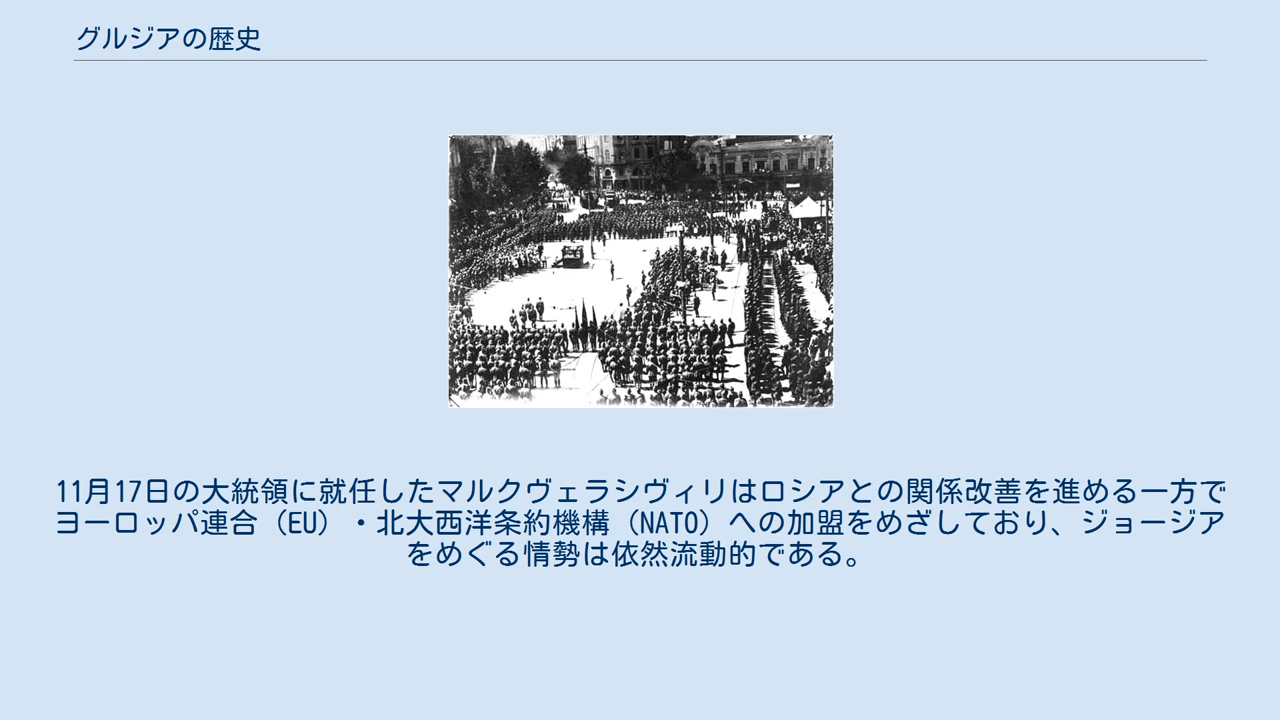 グルジアの歴史
11月17日の大統領に就任したマルクヴェラシヴィリはロシアとの関係改善を進める一方で
ヨーロッパ連合（EU）・北大西洋条約機構（NATO）への加盟をめざしており、ジョージア
をめぐる情勢は依然流動的である。